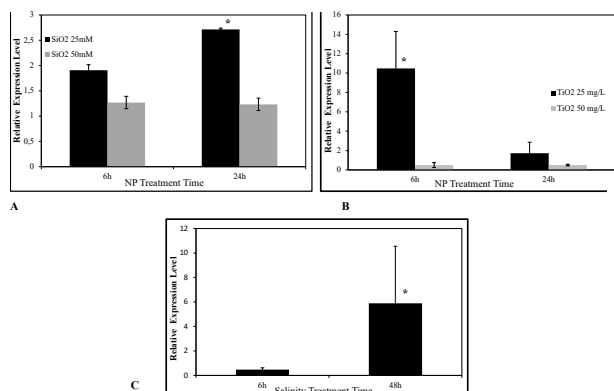 Relative Expression Level
3
2,5
2
1,5
1
0,5
0
SiO2 25mM
SiO2 50mM
*
6h
24h
NP Treatment Time
A
Relative Expression Level
16
14
12
10
8
6
4
2
0
*
TiO2 25 mg/L
TiO2 50 mg/L
6h
24h
NP Treatment Time
B
Relative Expression Level
12
10
8
6
4
2
0
*
6h
48h
Salinity Treatment Time
C